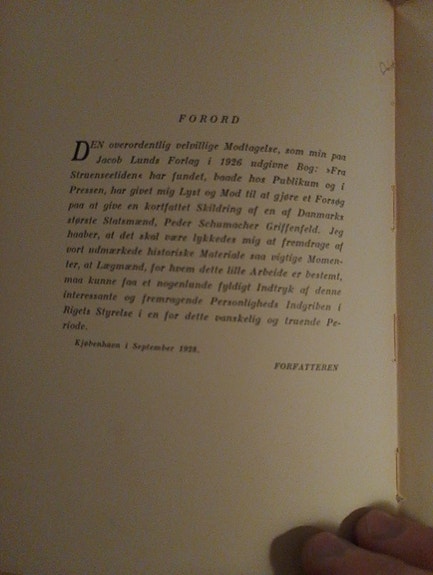 FORORD
DEN overordentlig velvillige Modtagelse, som min paa
Jacob Lunds Forlag i 1926 udgivne Bog: »Fra
Struenseetiden« har fundet, baade hos Publikum og i
Pressen, har givet mig Lyst og Mod til at gjøre et Forsøg
paa at give en kortfattet Skildring af en af Danmarks
største Statsmænd, Peder Schumacher Griffenfeld. Jeg
haaber, at det skal være lykkedes mig at fremdrage af
vort udmærkede historiske Materiale saa vigtige Momen-
ter, at Lægmænd, for hvem dette lille Arbeide er bestemt,
maa kunne faa et nogenlunde fyldigt Indtryk af denne
interessante og fremragende Personligheds Indgriben i
Rigets Styrelse i en for dette vanskelig og truende Pe-
riode.
Kjøbenhavn i September 1928.
FORFATTEREN